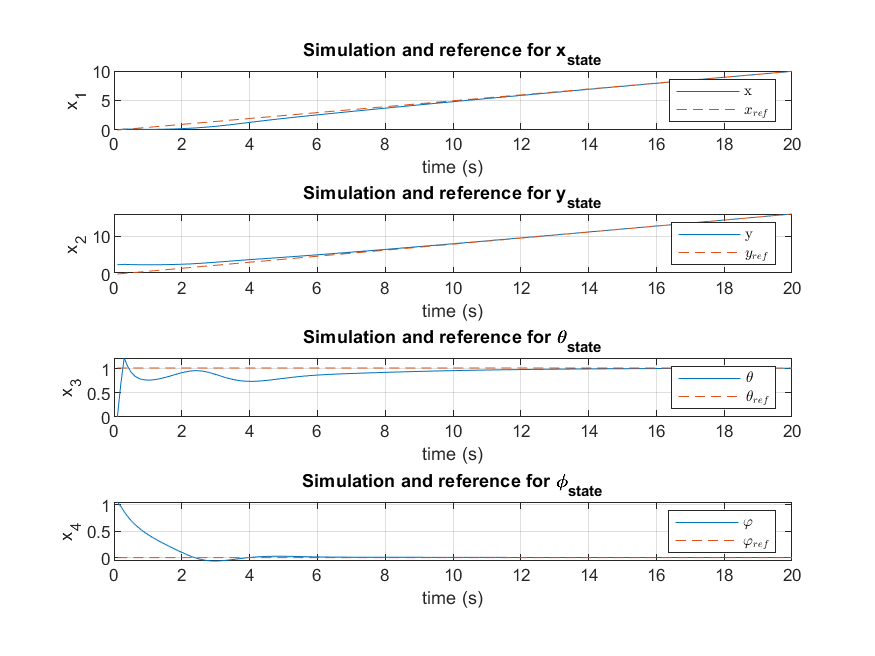 Simulation and reference for x_state
10
5
0
x_1
x
x_ref
0 2 4 6 8 10 12 14 16 18 20
time (s)
Simulation and reference for y_state
10
0
x_2
y
y_ref
0 2 4 6 8 10 12 14 16 18 20
time (s)
Simulation and reference for θ_state
1
0.5
0
x_3
θ
θ_ref
0 2 4 6 8 10 12 14 16 18 20
time (s)
Simulation and reference for ϕ_state
1
0.5
0
x_4
φ
φ_ref
0 2 4 6 8 10 12 14 16 18 20
time (s)